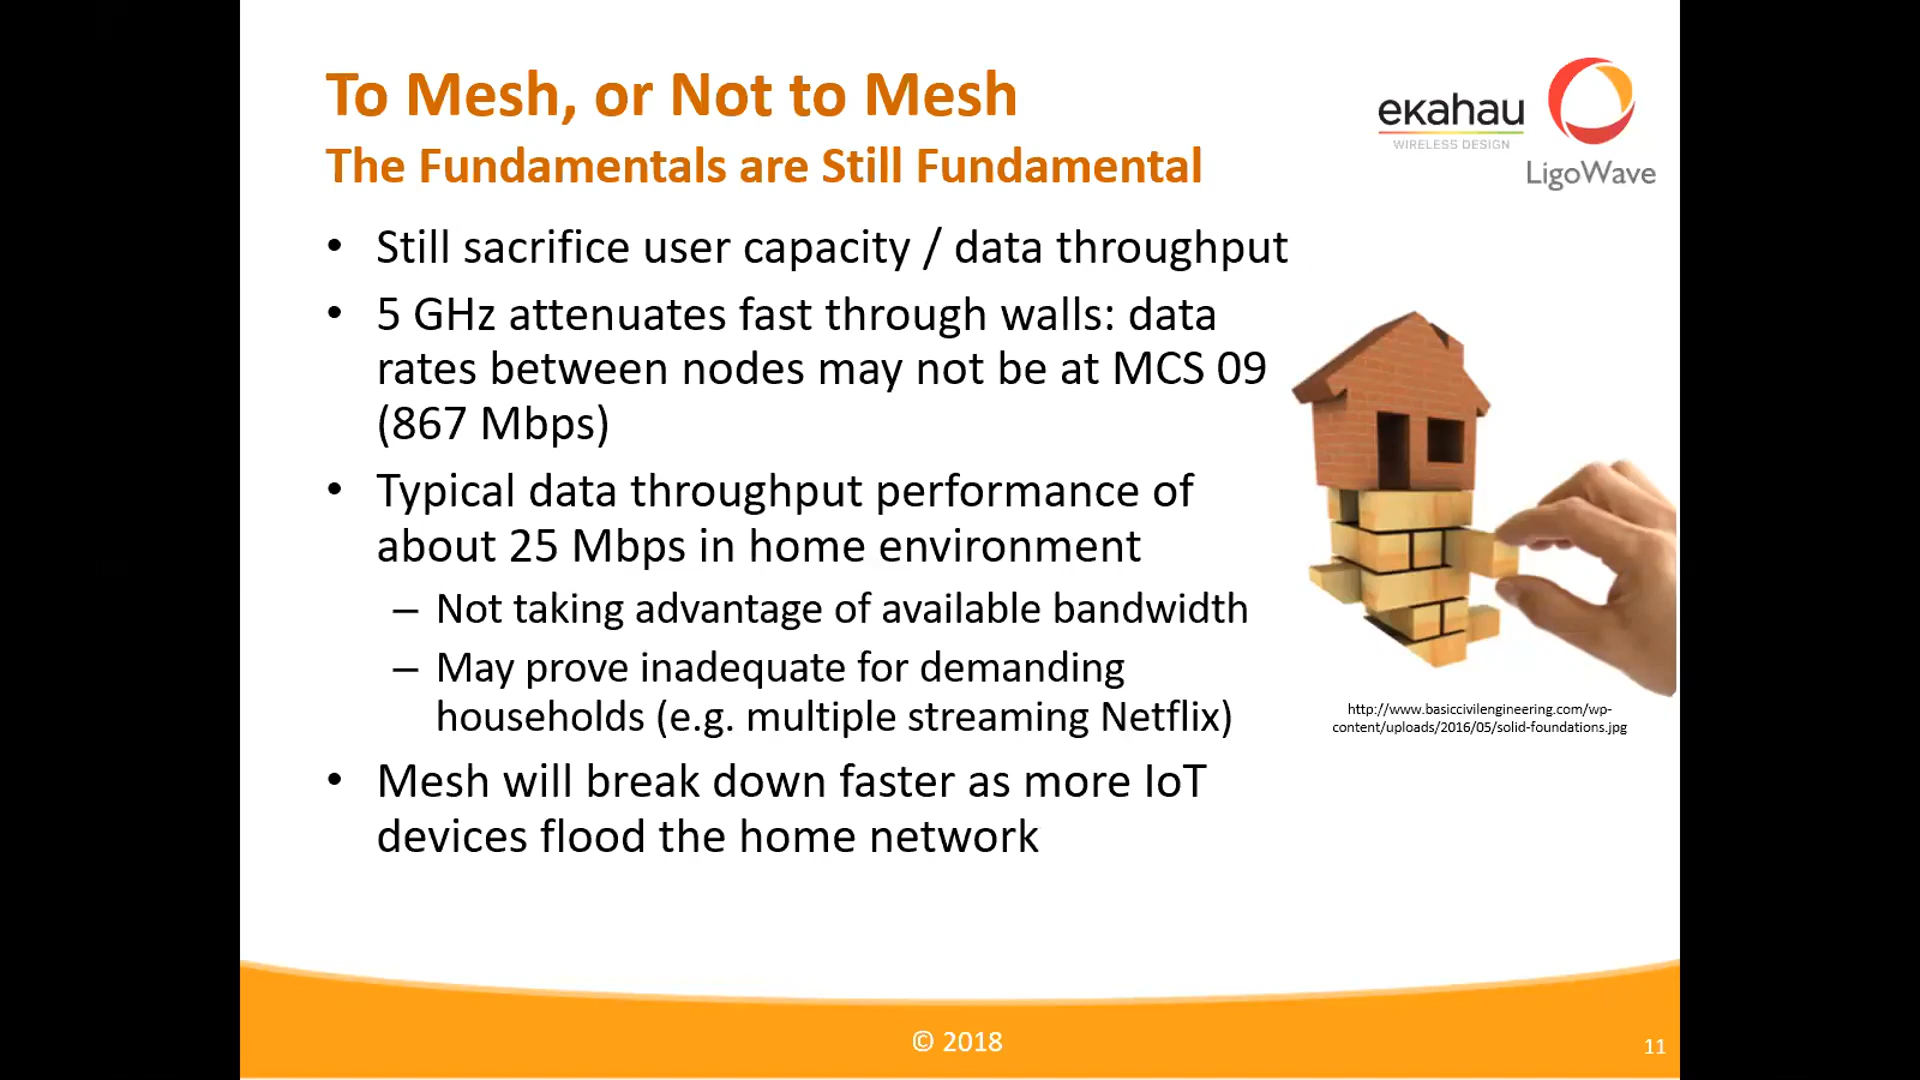 To Mesh, or Not to Mesh
The Fundamentals are Still Fundamental
ekahau
WIRELESS DESIGN
LigoWave
• Still sacrifice user capacity / data throughput
• 5 GHz attenuates fast through walls: data
rates between nodes may not be at MCS 09
(867 Mbps)
• Typical data throughput performance of
about 25 Mbps in home environment
– Not taking advantage of available bandwidth
– May prove inadequate for demanding
households (e.g. multiple streaming Netflix)
• Mesh will break down faster as more IoT
devices flood the home network
http://www.basiccivilengineering.com/wp-
content/uploads/2016/05/solid-foundations.jpg
© 2018
11